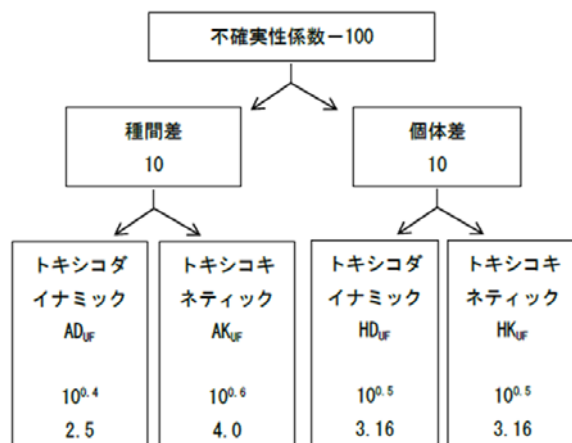 不確実性係数－100
種間差
10
個体差
10
トキシコダ
イナミック
AD_UF
10^0.4
2.5
トキシコキ
ネティック
AK_UF
10^0.6
4.0
トキシコダ
イナミック
HD_UF
10^0.5
3.16
トキシコキ
ネティック
HK_UF
10^0.5
3.16